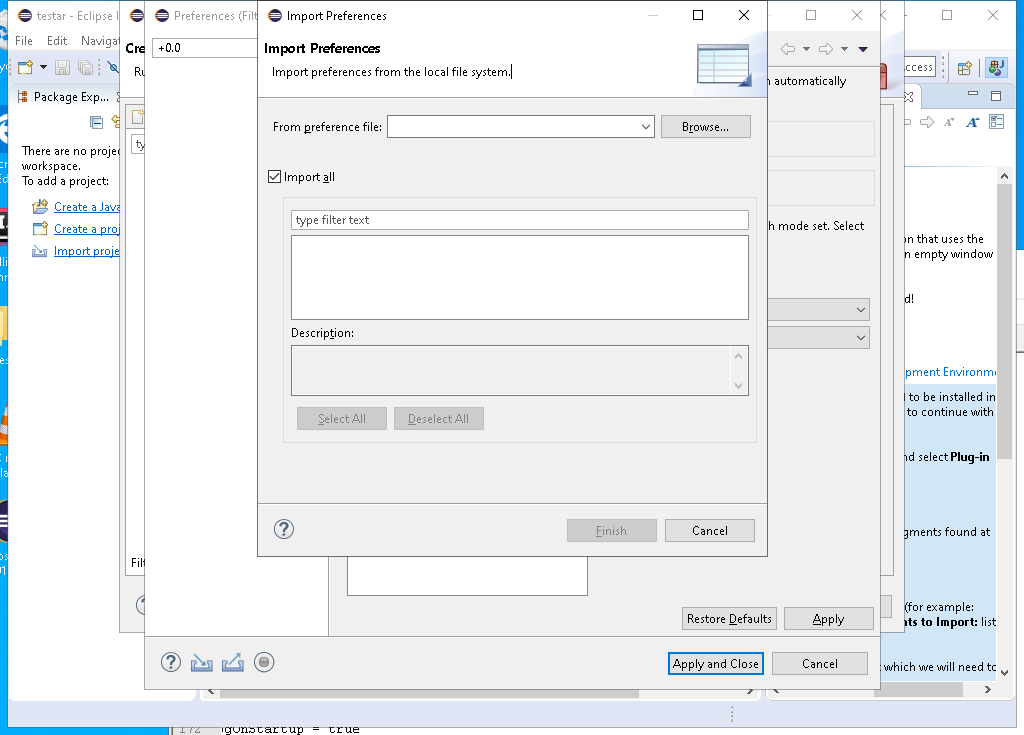 testar - Eclipse I
Preferences (Filt
Import Preferences
File Edit Navigat
Cre
+0.0
Import Preferences
Import preferences from the local file system.
Ru
ccess
automatically
Package Exp...
From preference file:
Browse...
There are no projec
workspace.
To add a project:
ty
Import all
Create a Java
Create a proj
Import proje
type filter text
h mode set. Select
on that uses the
n empty window
d!
Description:
pment Environme
l to be installed in
to continue with
Select All
Deselect All
nd select Plug-in
Finish
Cancel
gments found at
Filt
(for example:
nts to Import: list
Restore Defaults
Apply
Apply and Close
Cancel
which we will need to
172
gOnStartup = true